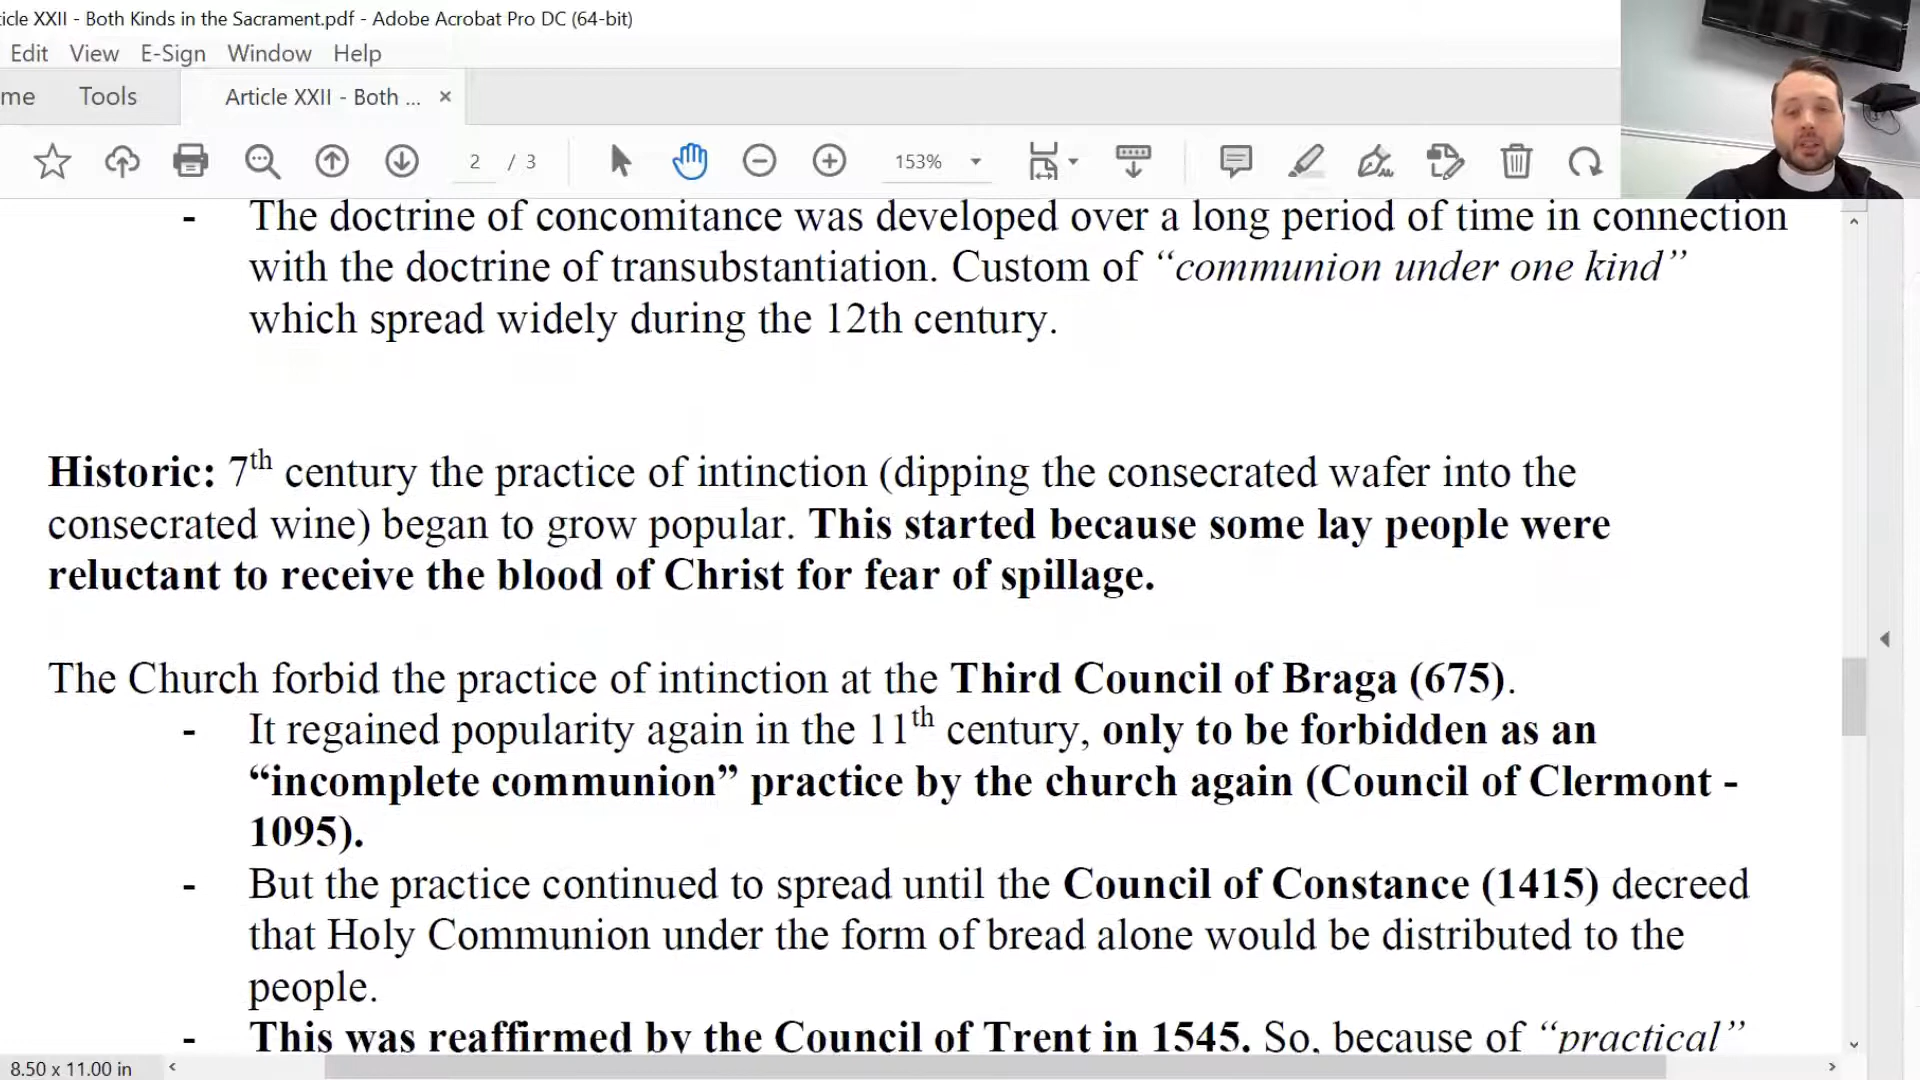 icle XXII - Both Kinds in the Sacrament.pdf - Adobe Acrobat Pro DC (64-bit)
Edit View E-Sign Window Help
me Tools Article XXII - Both ... ×
2 / 3 153%
- The doctrine of concomitance was developed over a long period of time in connection
with the doctrine of transubstantiation. Custom of “communion under one kind”
which spread widely during the 12th century.
Historic: 7th century the practice of intinction (dipping the consecrated wafer into the
consecrated wine) began to grow popular. This started because some lay people were
reluctant to receive the blood of Christ for fear of spillage.
The Church forbid the practice of intinction at the Third Council of Braga (675).
- It regained popularity again in the 11th century, only to be forbidden as an
“incomplete communion” practice by the church again (Council of Clermont -
1095).
- But the practice continued to spread until the Council of Constance (1415) decreed
that Holy Communion under the form of bread alone would be distributed to the
people.
- This was reaffirmed by the Council of Trent in 1545. So, because of “practical”
8.50 x 11.00 in